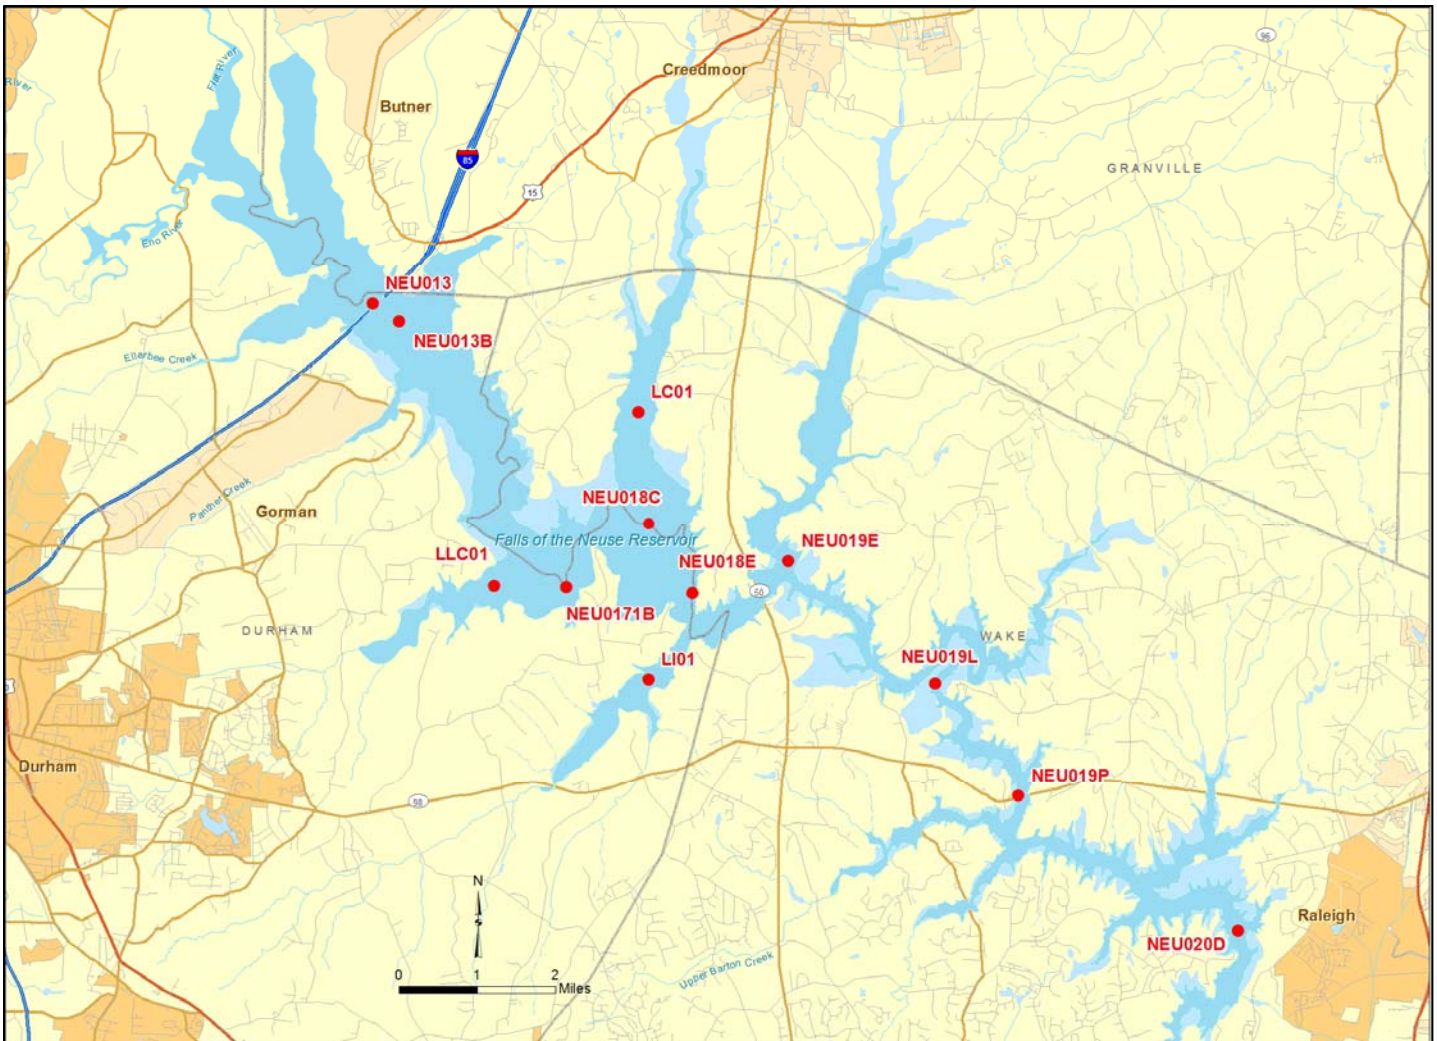 96
Flat River
River
Creedmoor
Butner
85
GRANVILLE
15
Eno River
NEU013
NEU013B
Ellerbee Creek
LC01
Panther Creek
NEU018C
Gorman
Falls of the Neuse Reservoir
NEU019E
LLC01
NEU018E
50
NEU0171B
DURHAM
WAKE
LI01
NEU019L
Durham
NEU019P
98
N
S
Raleigh
NEU020D
Upper Barton Creek
0 1 2
Miles